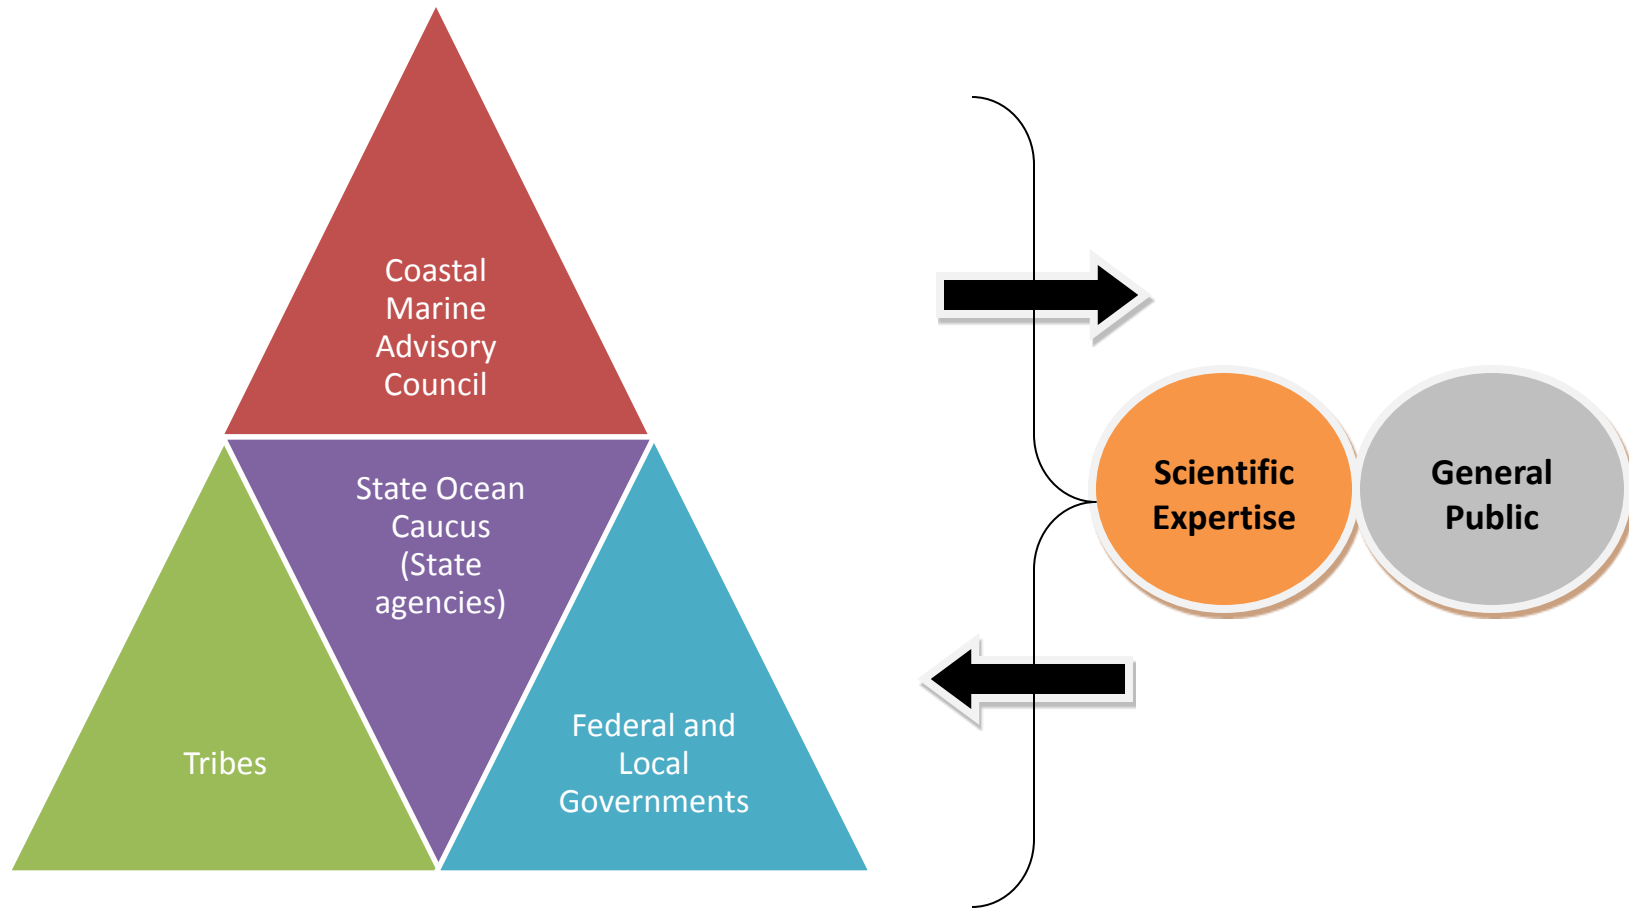 Coastal
Marine
Advisory
Council
State Ocean
Caucus
(State
agencies)
Tribes
Federal and
Local
Governments
Scientific
Expertise
General
Public